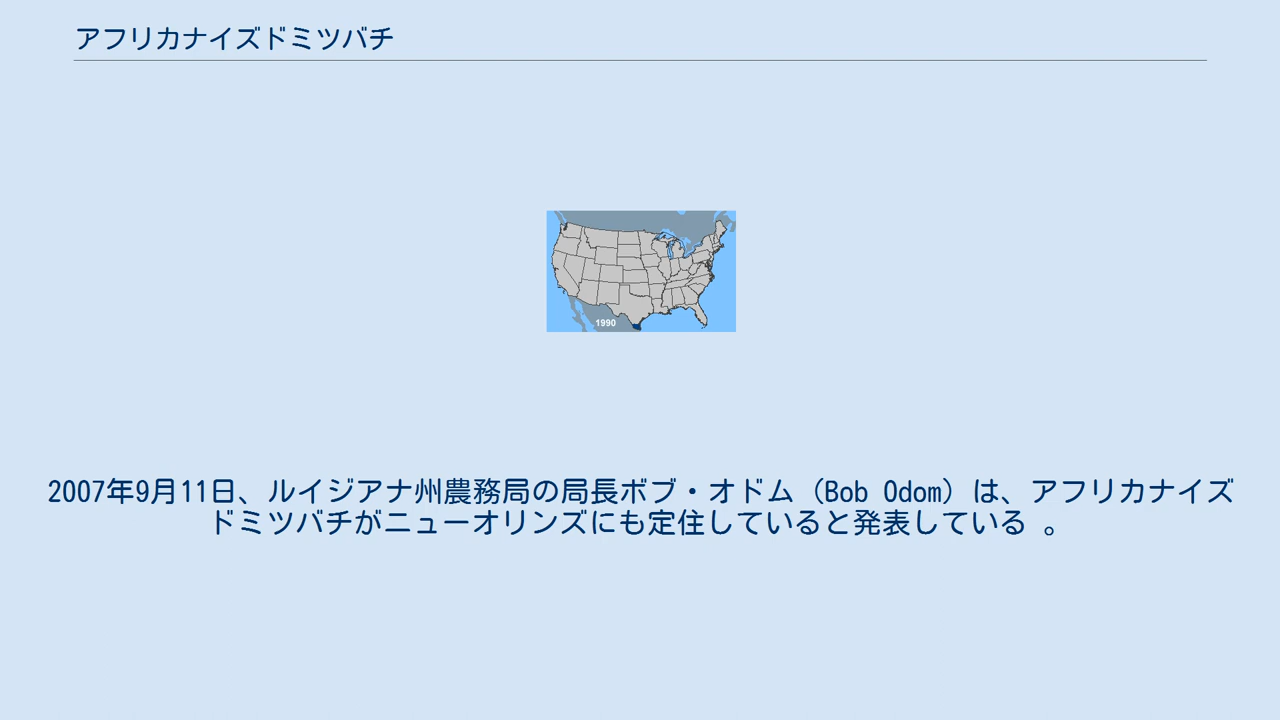 アフリカナイズドミツバチ
1990
2007年9月11日、ルイジアナ州農務局の局長ボブ・オドム（Bob Odom）は、アフリカナイズ
ドミツバチがニューオリンズにも定住していると発表している 。